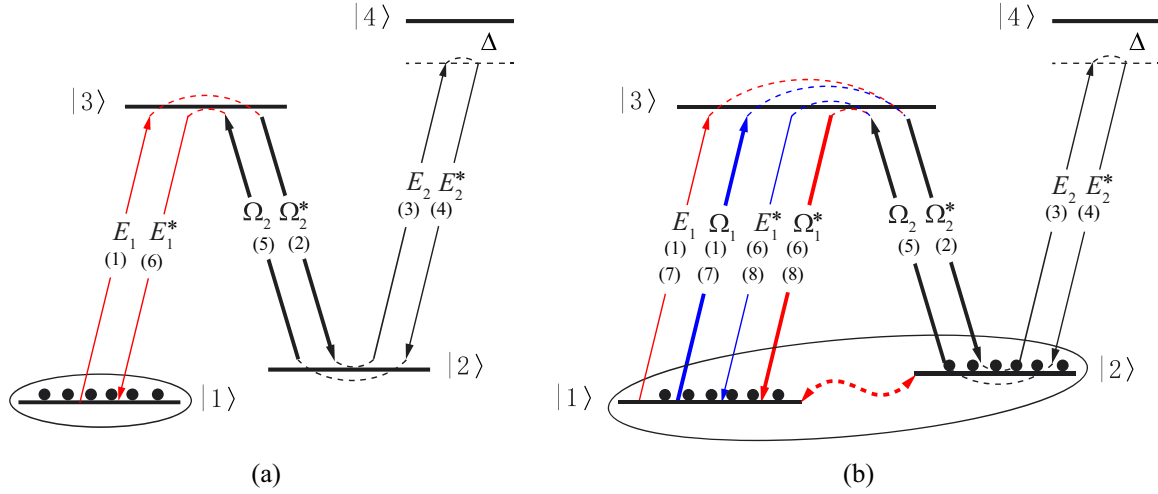 |4⟩
Δ
|3⟩
E₁
(1)
E₁*
(6)
Ω₂
(5)
Ω₂*
(2)
E₂
(3)
E₂*
(4)
|2⟩
|1⟩
(a)
|4⟩
Δ
|3⟩
E₁
(1)
(7)
Ω₁
(1)
(7)
E₁*
(6)
(8)
Ω₁*
(6)
(8)
Ω₂
(5)
Ω₂*
(2)
E₂
(3)
E₂*
(4)
|2⟩
|1⟩
(b)